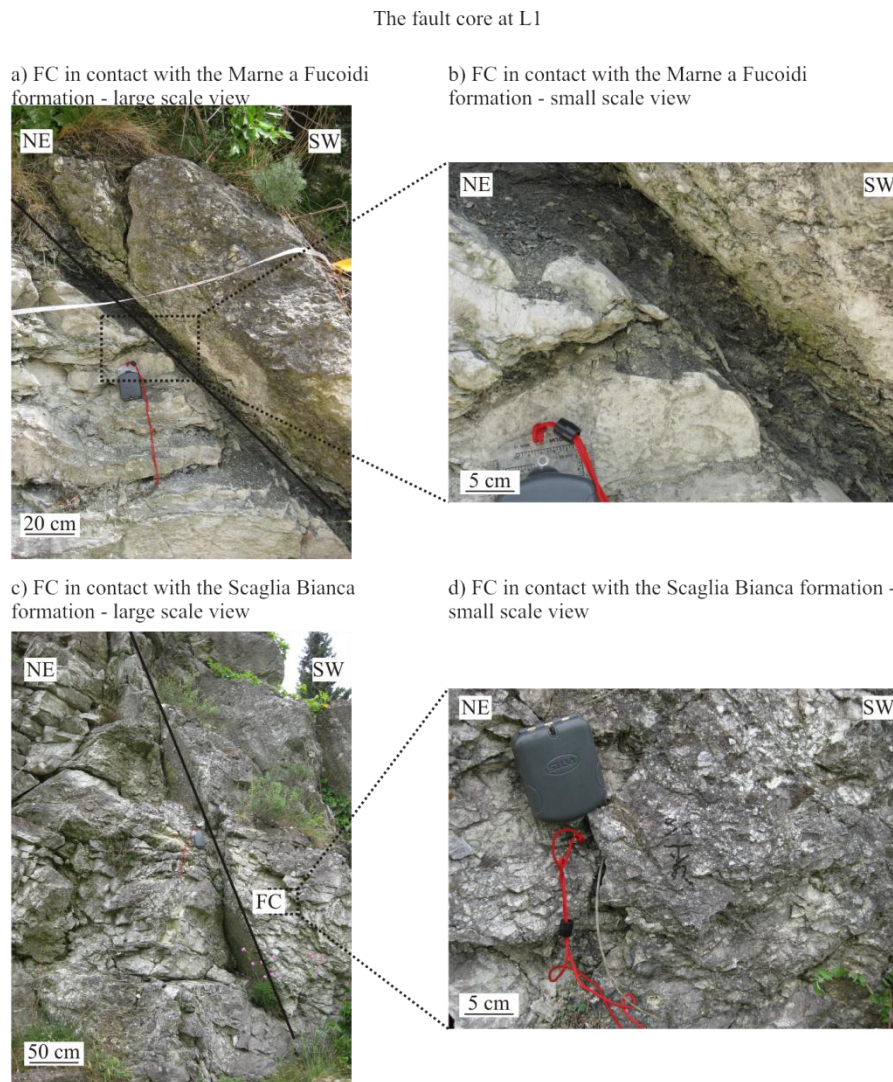 The fault core at L1
a) FC in contact with the Marne a Fucoidi
formation - large scale view
b) FC in contact with the Marne a Fucoidi
formation - small scale view
NE
SW
20 cm
NE
SW
5 cm
c) FC in contact with the Scaglia Bianca
formation - large scale view
d) FC in contact with the Scaglia Bianca formation -
small scale view
NE
SW
FC
50 cm
NE
SW
5 cm